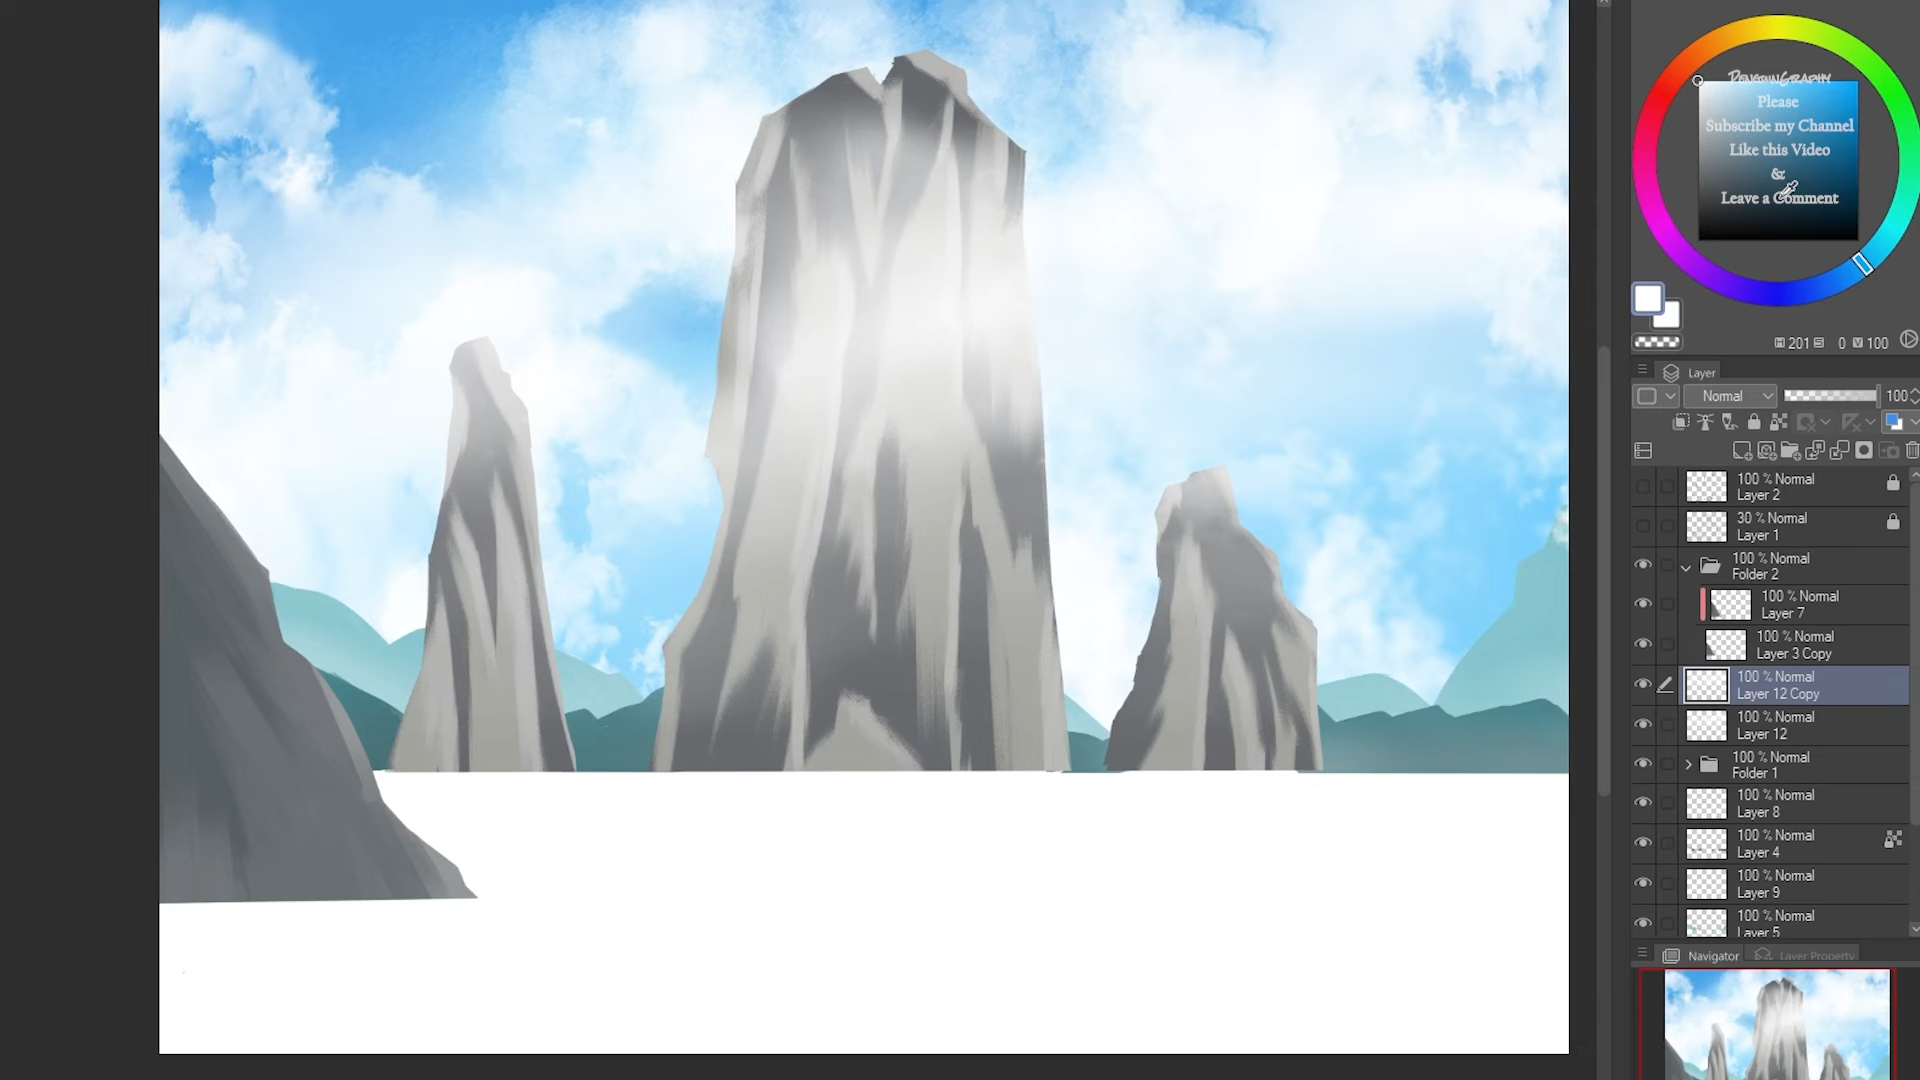 PENGUINGRAPHY
Please
Subscribe my Channel
Like this Video
&
Leave a Comment
H 201 S 0 V 100
Layer
Normal 100
100 % Normal
Layer 2
30 % Normal
Layer 1
100 % Normal
Folder 2
100 % Normal
Layer 7
100 % Normal
Layer 3 Copy
100 % Normal
Layer 12 Copy
100 % Normal
Layer 12
100 % Normal
Folder 1
100 % Normal
Layer 8
100 % Normal
Layer 4
100 % Normal
Layer 9
100 % Normal
Layer 5
Navigator Layer Property